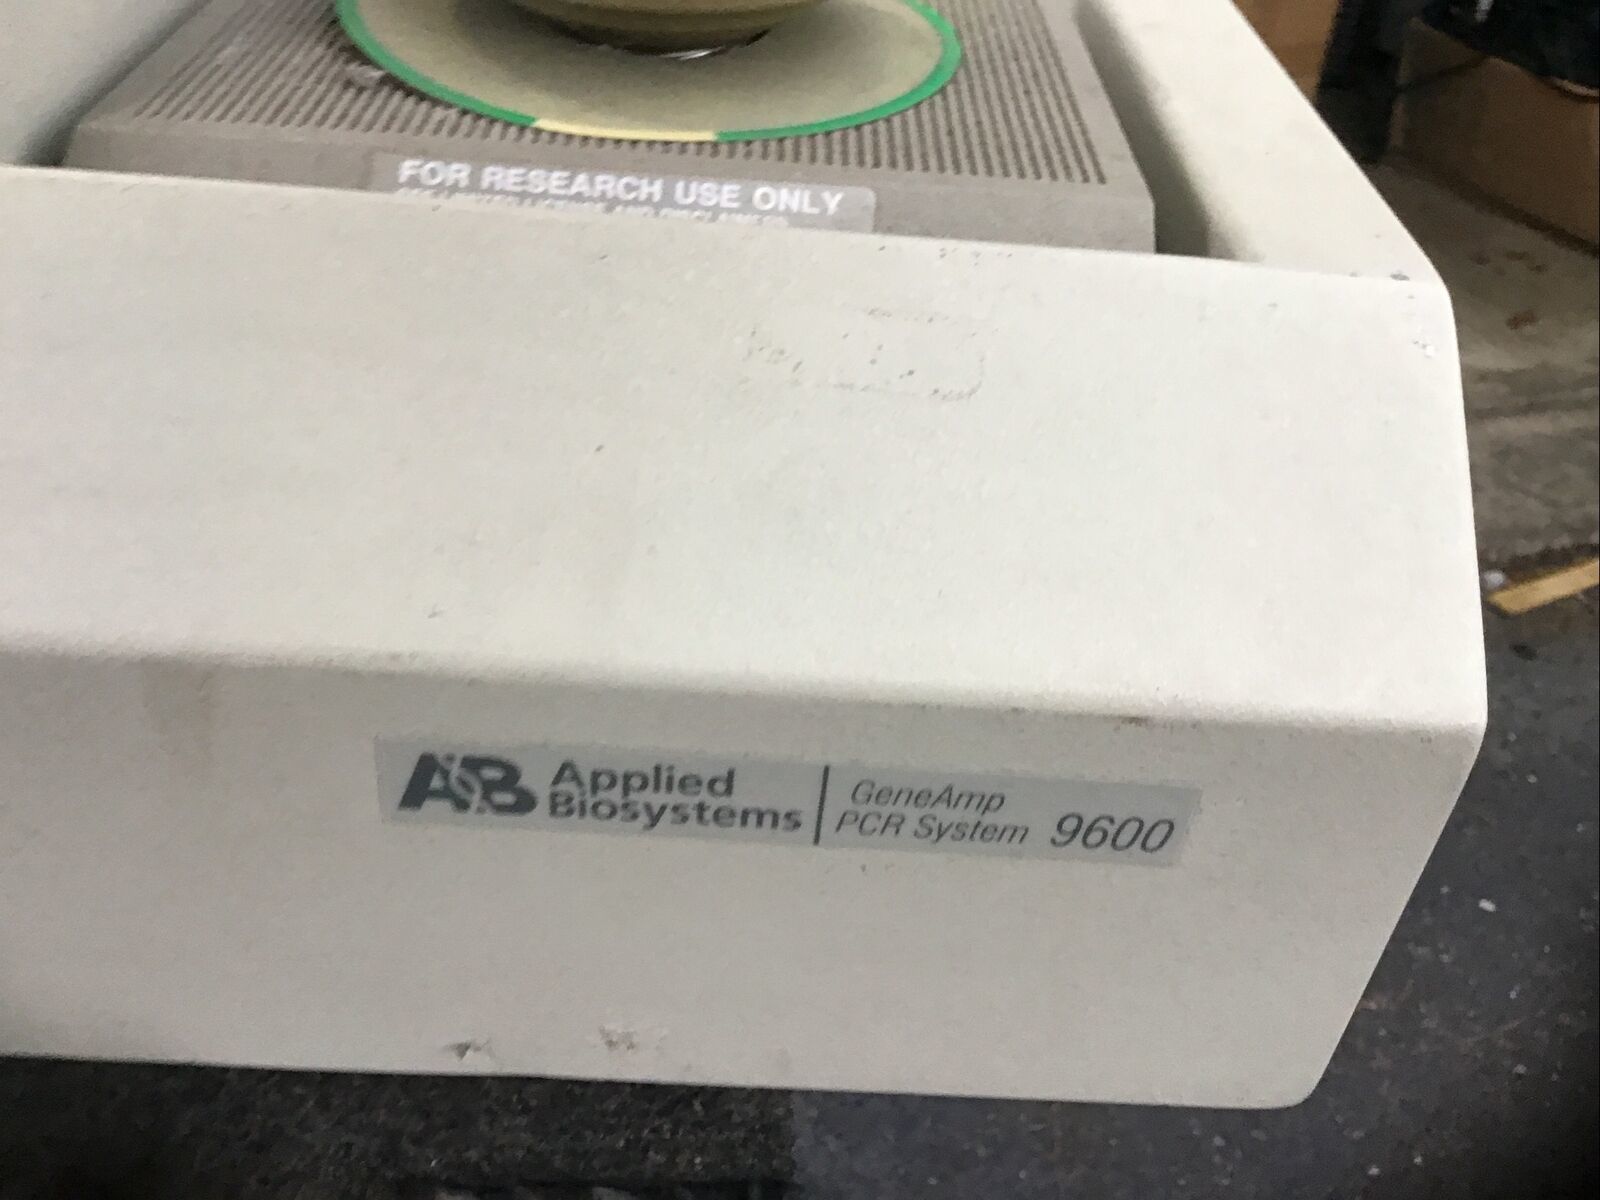 FOR RESEARCH USE ONLY
AB Applied Biosystems
GeneAmp
PCR System 9600